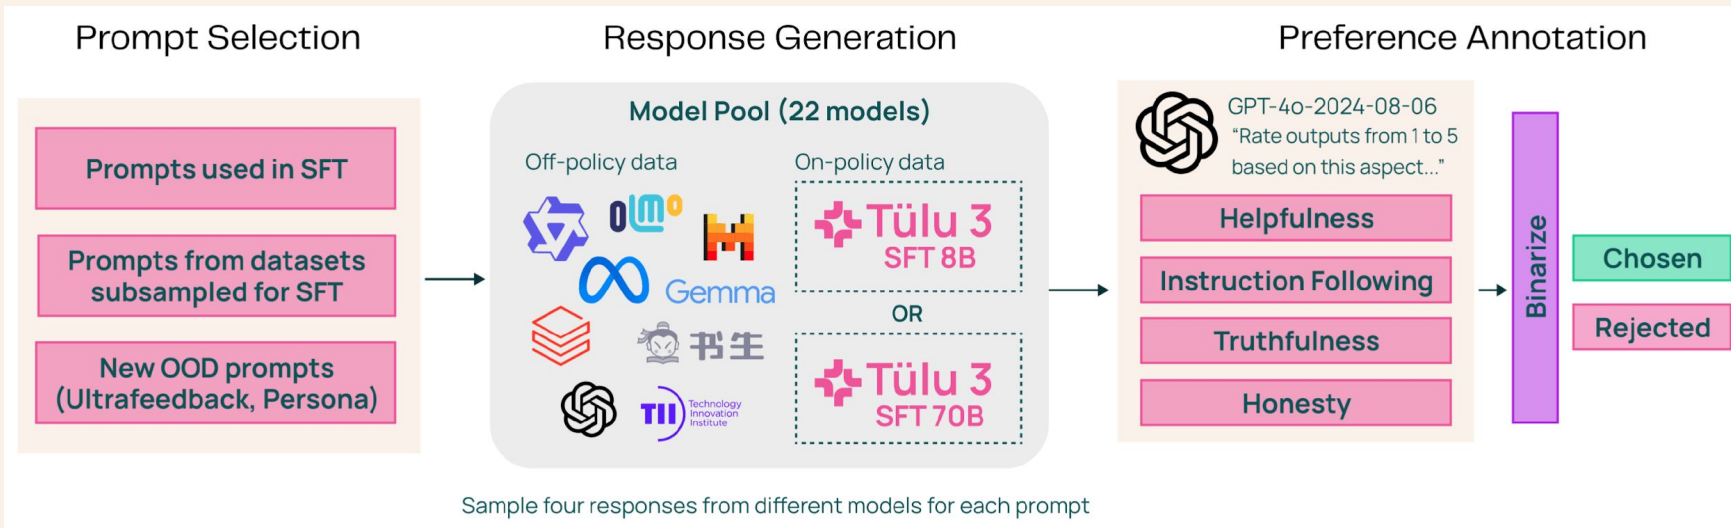 Prompt Selection
Prompts used in SFT
Prompts from datasets
subsampled for SFT
New OOD prompts
(Ultrafeedback, Persona)
Response Generation
Model Pool (22 models)
Off-policy data
OLMO
Gemma
书生
TII
Technology
Innovation
Institute
On-policy data
Tülu 3
SFT 8B
OR
Tülu 3
SFT 70B
Sample four responses from different models for each prompt
Preference Annotation
GPT-4o-2024-08-06
“Rate outputs from 1 to 5
based on this aspect...”
Helpfulness
Instruction Following
Truthfulness
Honesty
Binarize
Chosen
Rejected